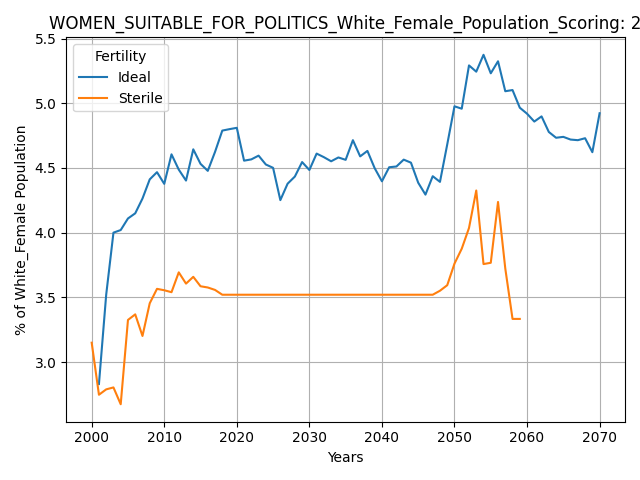 WOMEN_SUITABLE_FOR_POLITICS_White_Female_Population_Scoring: 2
Fertility
Ideal
Sterile
% of White_Female Population
5.5
5.0
4.5
4.0
3.5
3.0
2000 2010 2020 2030 2040 2050 2060 2070
Years